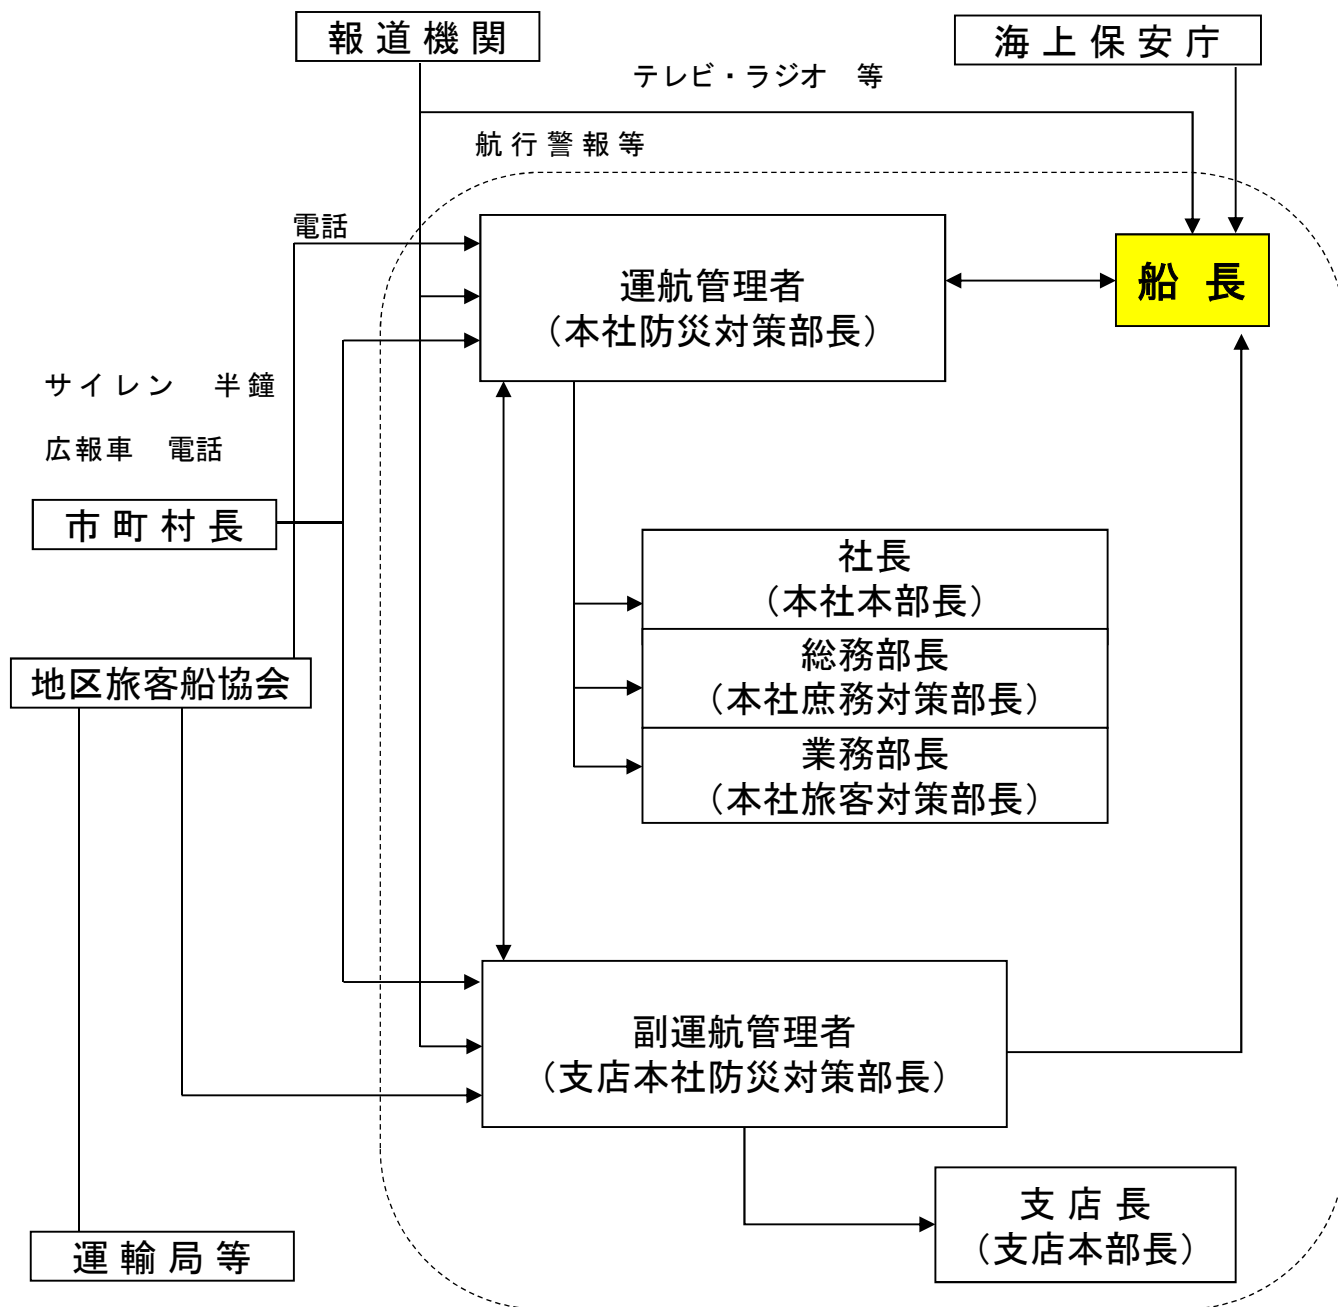 報道機関
海上保安庁
テレビ・ラジオ 等
航行警報等
電話
運航管理者
(本社防災対策部長)
船 長
サイレン 半鐘
広報車 電話
市町村長
社長
(本社本部長)
総務部長
(本社庶務対策部長)
地区旅客船協会
業務部長
(本社旅客対策部長)
副運航管理者
(支店本社防災対策部長)
支店長
(支店本部長)
運輸局等